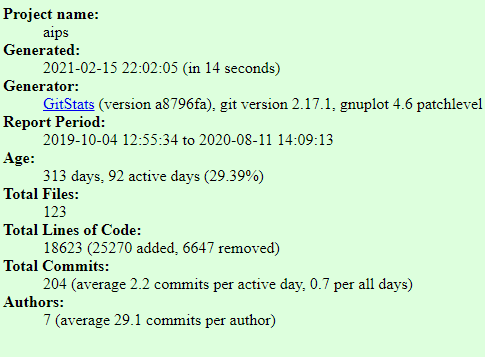 Project name:
aips
Generated:
2021-02-15 22:02:05 (in 14 seconds)
Generator:
GitStats (version a8796fa), git version 2.17.1, gnuplot 4.6 patchlevel
Report Period:
2019-10-04 12:55:34 to 2020-08-11 14:09:13
Age:
313 days, 92 active days (29.39%)
Total Files:
123
Total Lines of Code:
18623 (25270 added, 6647 removed)
Total Commits:
204 (average 2.2 commits per active day, 0.7 per all days)
Authors:
7 (average 29.1 commits per author)